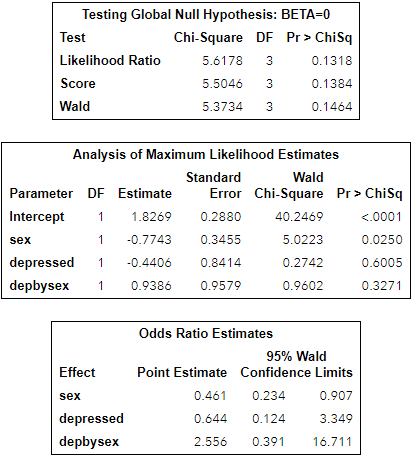 Testing Global Null Hypothesis: BETA=0
Test Chi-Square DF Pr > ChiSq
Likelihood Ratio 5.6178 3 0.1318
Score 5.5046 3 0.1384
Wald 5.3734 3 0.1464
Analysis of Maximum Likelihood Estimates
Standard Wald
Parameter DF Estimate Error Chi-Square Pr > ChiSq
Intercept 1 1.8269 0.2880 40.2469 <.0001
sex 1 -0.7743 0.3455 5.0223 0.0250
depressed 1 -0.4406 0.8414 0.2742 0.6005
depbysex 1 0.9386 0.9579 0.9602 0.3271
Odds Ratio Estimates
95% Wald
Effect Point Estimate Confidence Limits
sex 0.461 0.234 0.907
depressed 0.644 0.124 3.349
depbysex 2.556 0.391 16.711